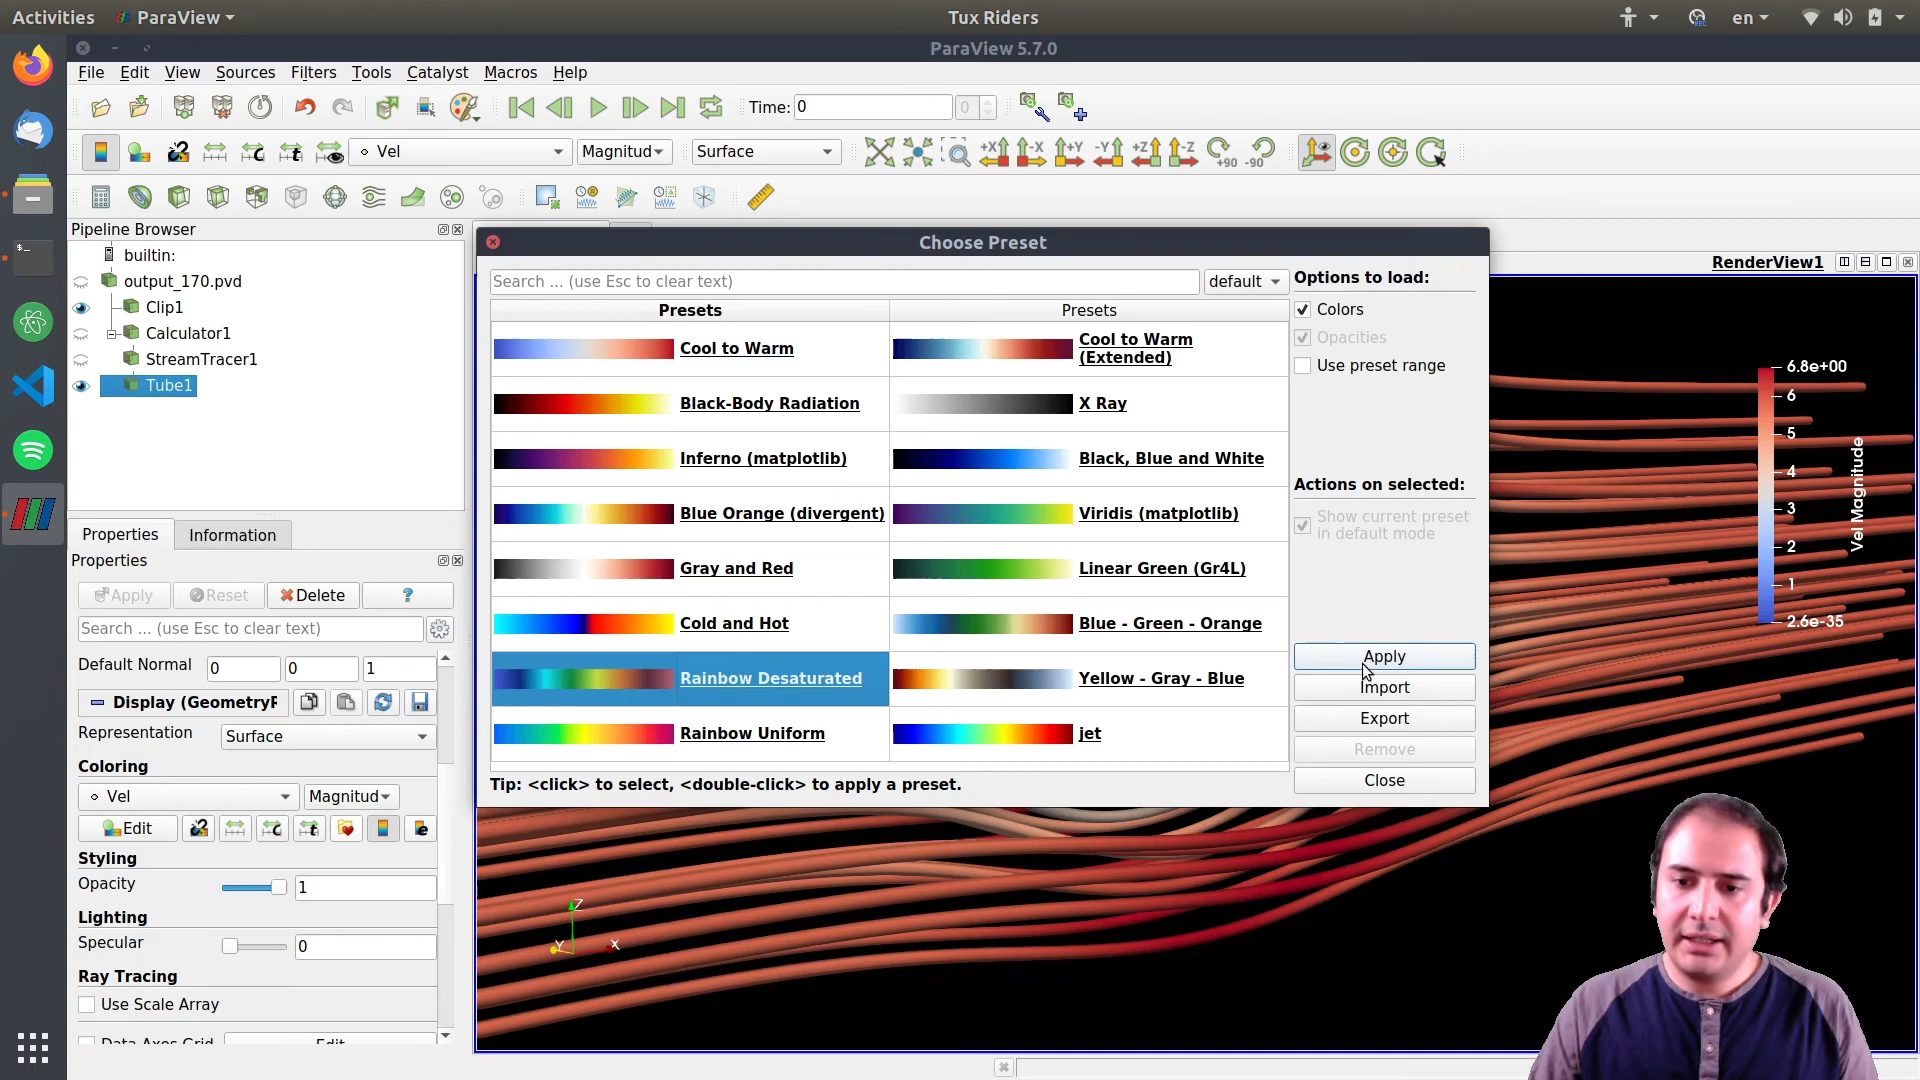 Activities
ParaView
Tux Riders
en
ParaView 5.7.0
File Edit View Sources Filters Tools Catalyst Macros Help
Time: 0
0
Vel
Magnitud
Surface
+X
-X
+Y
-Y
+Z
-Z
+90
-90
Pipeline Browser
builtin:
output_170.pvd
Clip1
Calculator1
StreamTracer1
Tube1
Properties
Information
Properties
Apply
Reset
Delete
?
Search ... (use Esc to clear text)
Default Normal
0
0
1
Display (GeometryR
Representation
Surface
Coloring
Vel
Magnitud
Edit
Styling
Opacity
1
Lighting
Specular
0
Ray Tracing
Use Scale Array
Data Axes Grid
Edit
Choose Preset
Search ... (use Esc to clear text)
default
Presets
Presets
Cool to Warm
Cool to Warm
(Extended)
Black-Body Radiation
X Ray
Inferno (matplotlib)
Black, Blue and White
Blue Orange (divergent)
Viridis (matplotlib)
Gray and Red
Linear Green (Gr4L)
Cold and Hot
Blue - Green - Orange
Rainbow Desaturated
Yellow - Gray - Blue
Rainbow Uniform
jet
Tip: <click> to select, <double-click> to apply a preset.
Options to load:
Colors
Opacities
Use preset range
Actions on selected:
Show current preset
in default mode
Apply
Import
Export
Remove
Close
RenderView1
6.8e+00
6
5
4
3
2
1
2.6e-35
Vel Magnitude
Z
Y
X